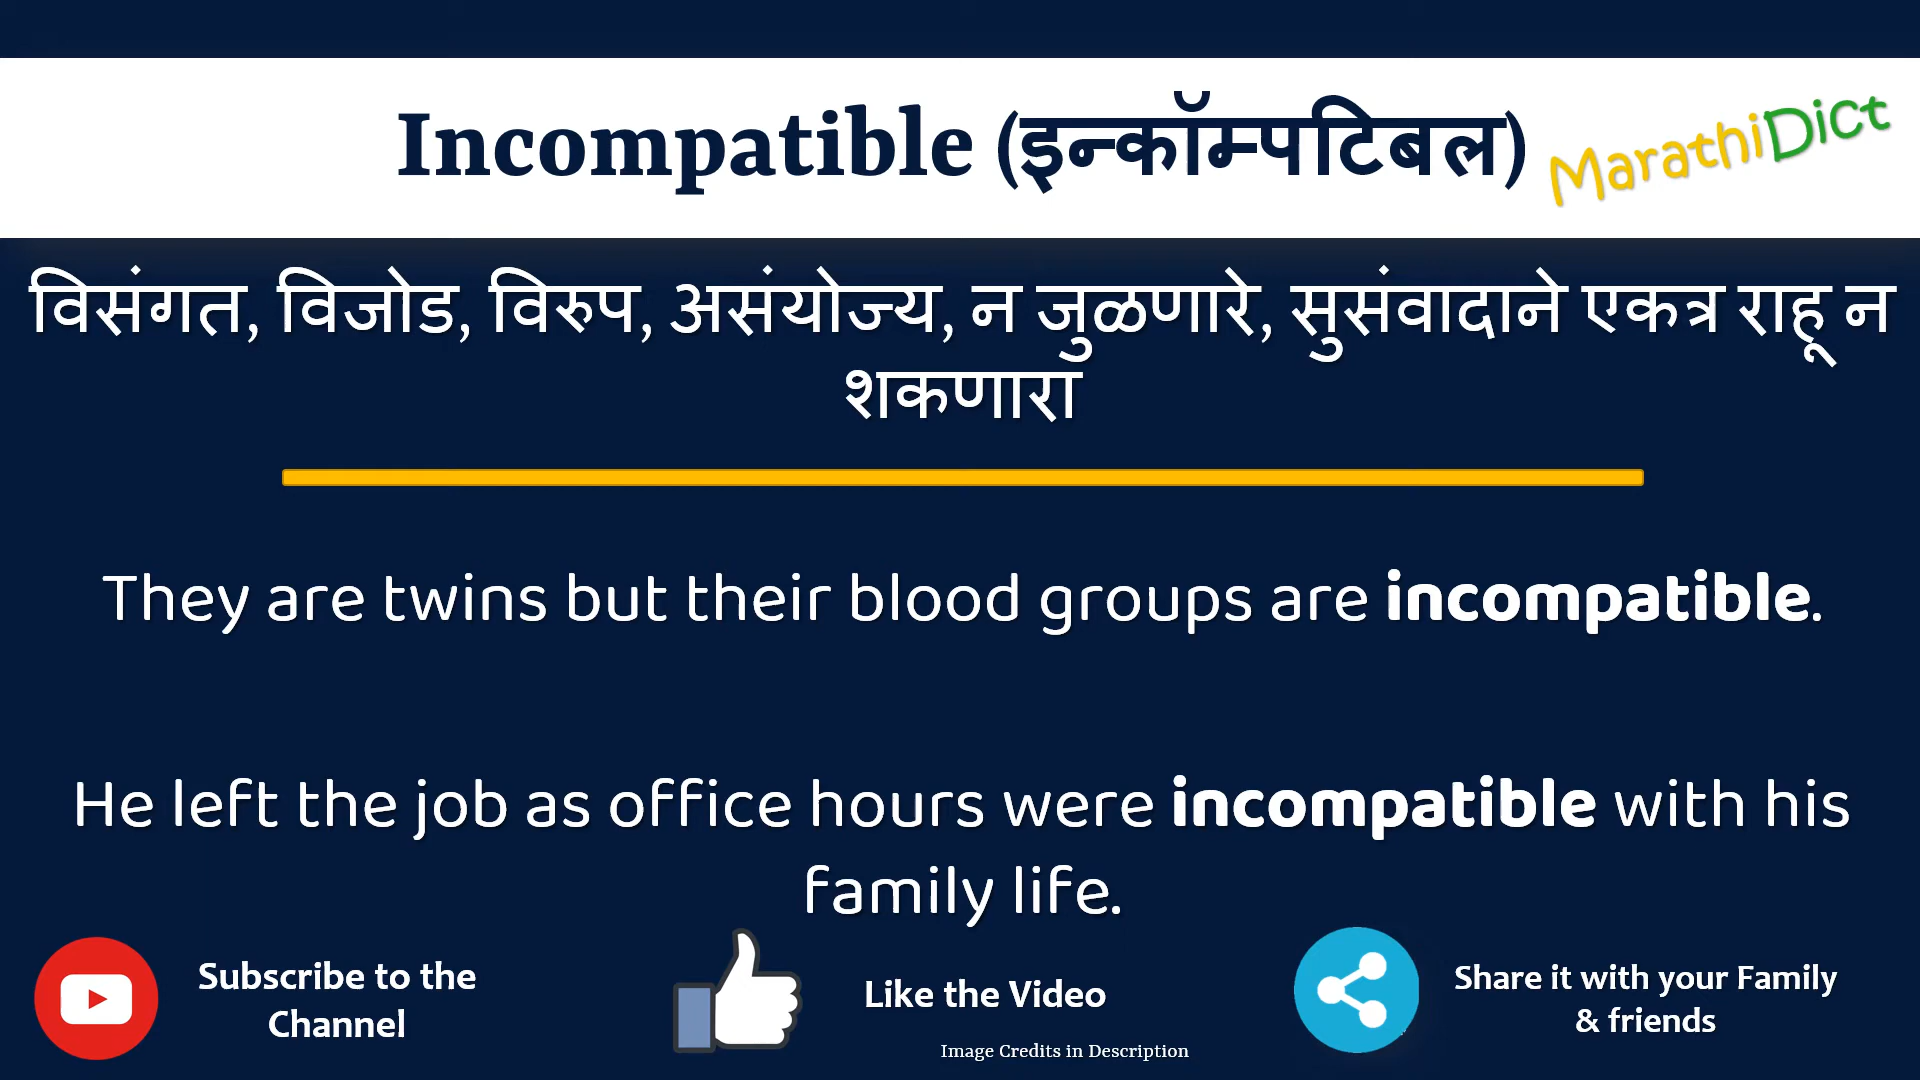 Incompatible (इन्कॉम्पटिबल)
MarathiDict
विसंगत, विजोड, विरुप, असंयोज्य, न जुळणारे, सुसंवादाने एकत्र राहू न
शकणारा
They are twins but their blood groups are incompatible.
He left the job as office hours were incompatible with his
family life.
Subscribe to the
Channel
Like the Video
Share it with your Family
& friends
Image Credits in Description